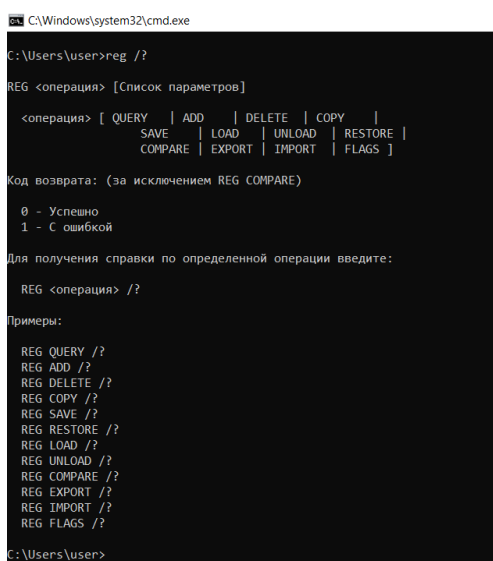 C:\Windows\system32\cmd.exe
C:\Users\user>reg /?
REG <операция> [Список параметров]
<операция> [ QUERY | ADD | DELETE | COPY |
SAVE | LOAD | UNLOAD | RESTORE |
COMPARE | EXPORT | IMPORT | FLAGS ]
Код возврата: (за исключением REG COMPARE)
0 - Успешно
1 - С ошибкой
Для получения справки по определенной операции введите:
REG <операция> /?
Примеры:
REG QUERY /?
REG ADD /?
REG DELETE /?
REG COPY /?
REG SAVE /?
REG RESTORE /?
REG LOAD /?
REG UNLOAD /?
REG COMPARE /?
REG EXPORT /?
REG IMPORT /?
REG FLAGS /?
C:\Users\user>